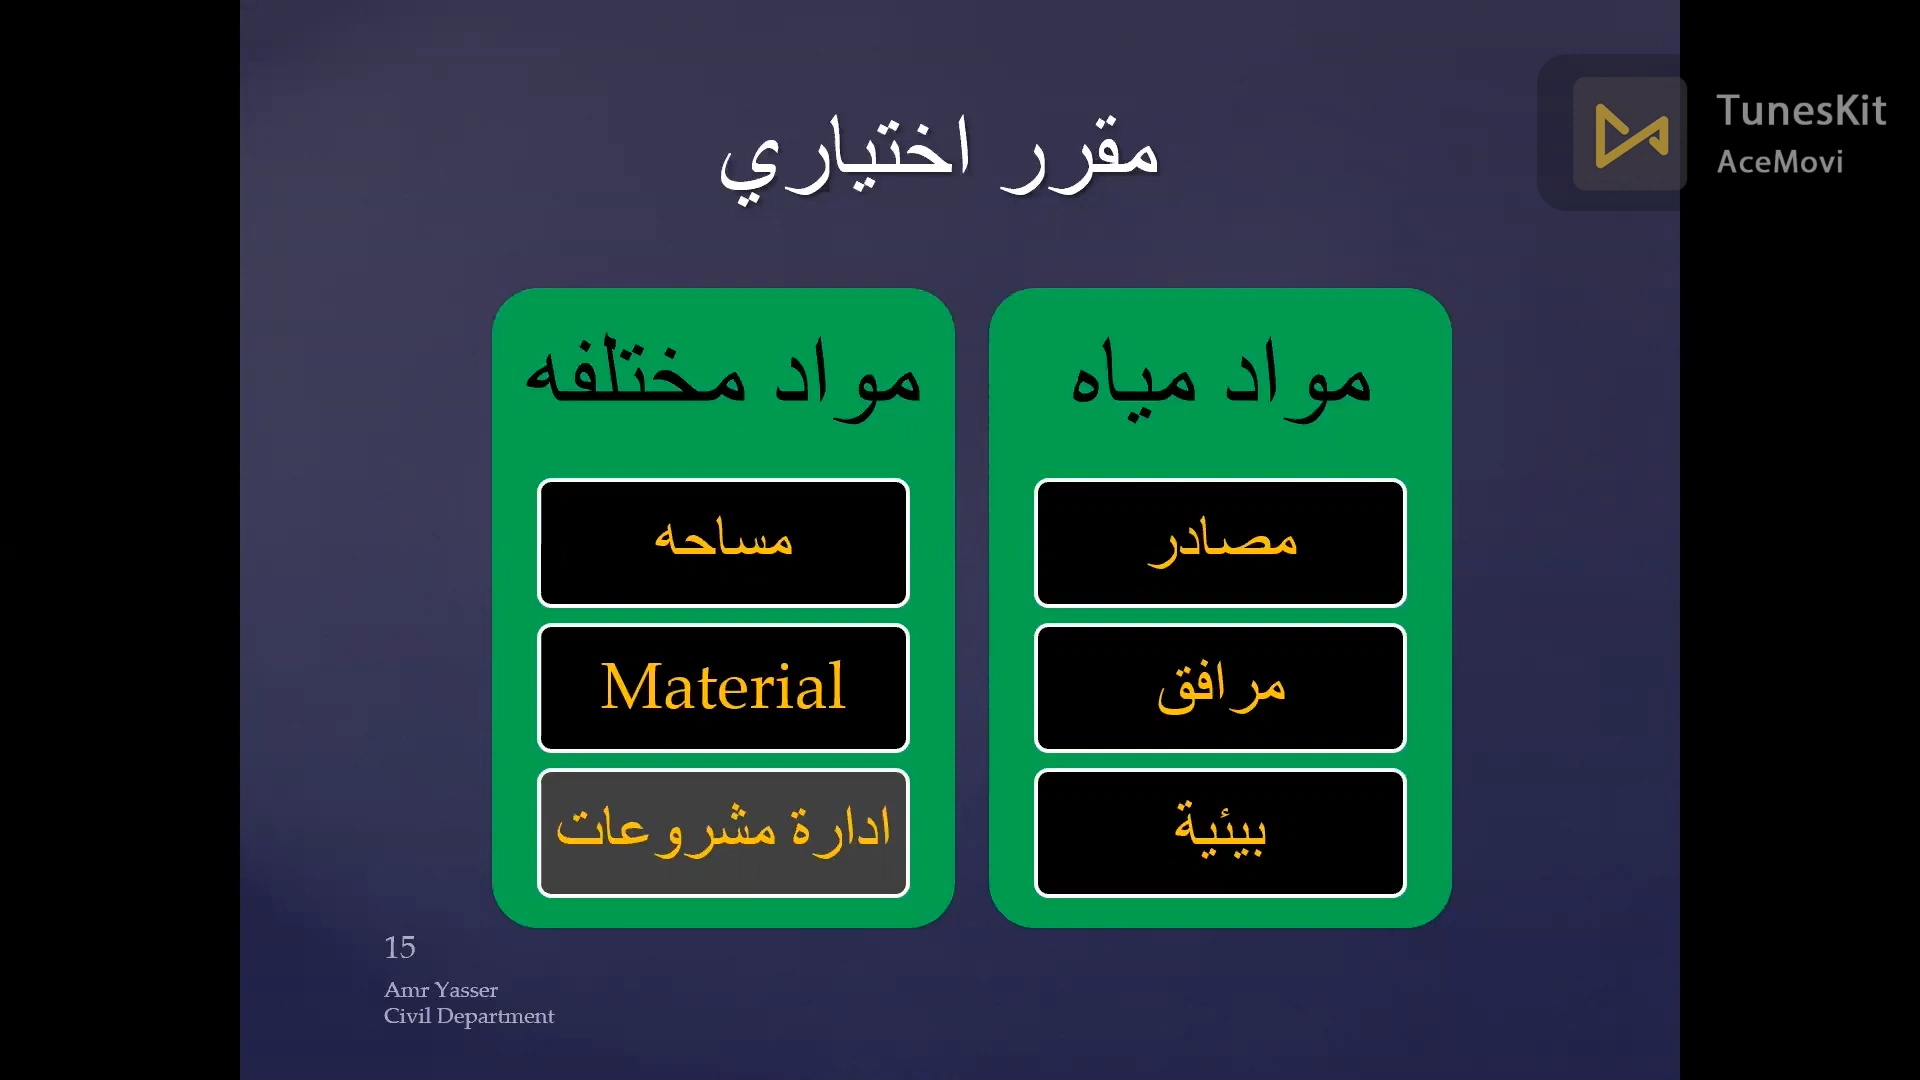 مقرر اختياري
TunesKit
AceMovi
مواد مياه
مصادر
مرافق
بيئية
مواد مختلفه
مساحه
Material
ادارة مشروعات
15
Amr Yasser
Civil Department